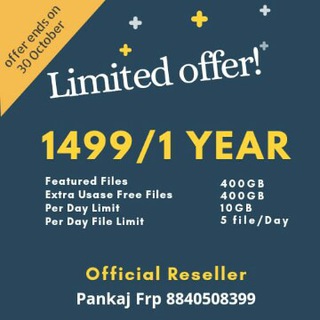 offer ends on
30 October
Limited offer!
1499/1 YEAR
Featured Files 400GB
Extra Usase Free Files 400GB
Per Day Limit 10GB
Per Day File Limit 5 file/Day
Official Reseller
Pankaj Frp 8840508399